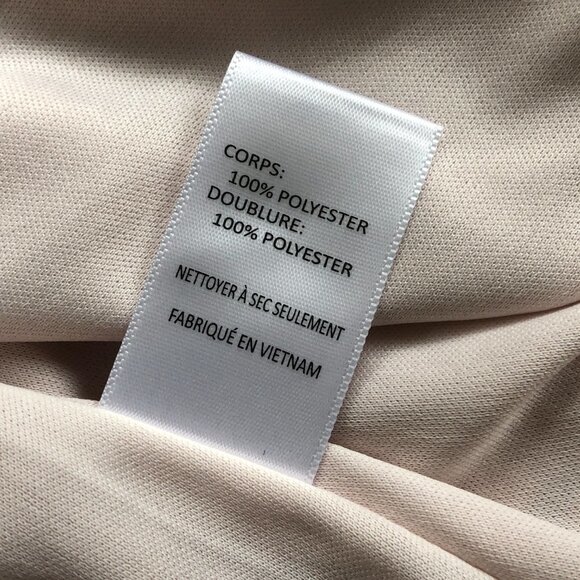 CORPS:
100% POLYESTER
DOUBLURE:
100% POLYESTER
NETTOYER À SEC SEULEMENT
FABRIQUÉ EN VIETNAM